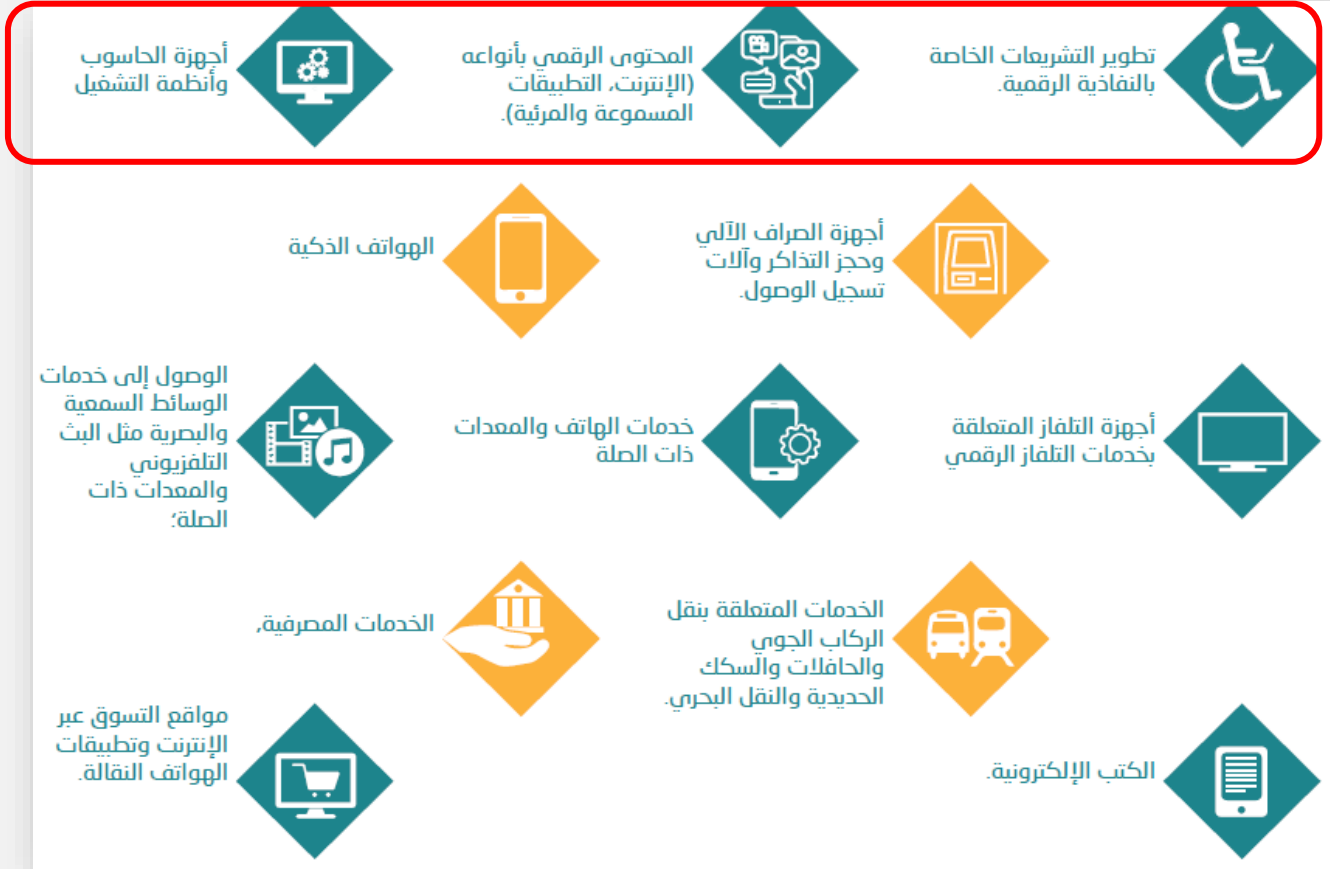 تطوير التشريعات الخاصة
بالنفاذية الرقمية.
المحتوى الرقمي بأنواعه
(الإنترنت، التطبيقات
المسموعة والمرئية).
أجهزة الحاسوب
وأنظمة التشغيل
أجهزة الصراف الآلي
وحجز التذاكر وآلات
تسجيل الوصول.
الهواتف الذكية
أجهزة التلفاز المتعلقة
بخدمات التلفاز الرقمي
خدمات الهاتف والمعدات
ذات الصلة
الوصول إلى خدمات
الوسائط السمعية
والبصرية مثل البث
التلفزيوني
والمعدات ذات
الصلة؛
الخدمات المتعلقة بنقل
الركاب الجوي
والحافلات والسكك
الحديدية والنقل البحري.
الخدمات المصرفية،
الكتب الإلكترونية.
مواقع التسوق عبر
الإنترنت وتطبيقات
الهواتف النقالة.